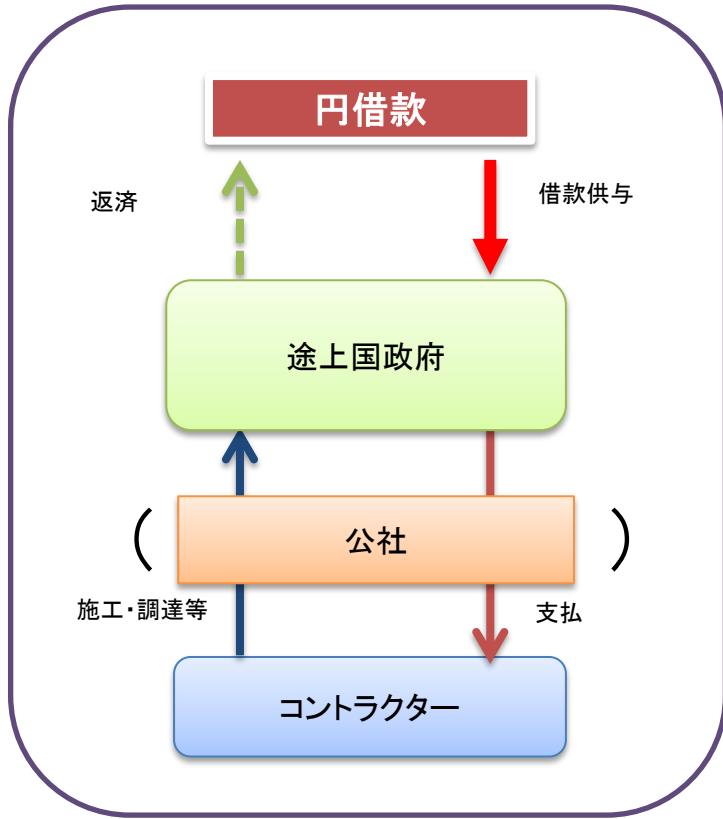 円借款
返済
借款供与
途上国政府
（ 公社 ）
施工・調達等
支払
コントラクター